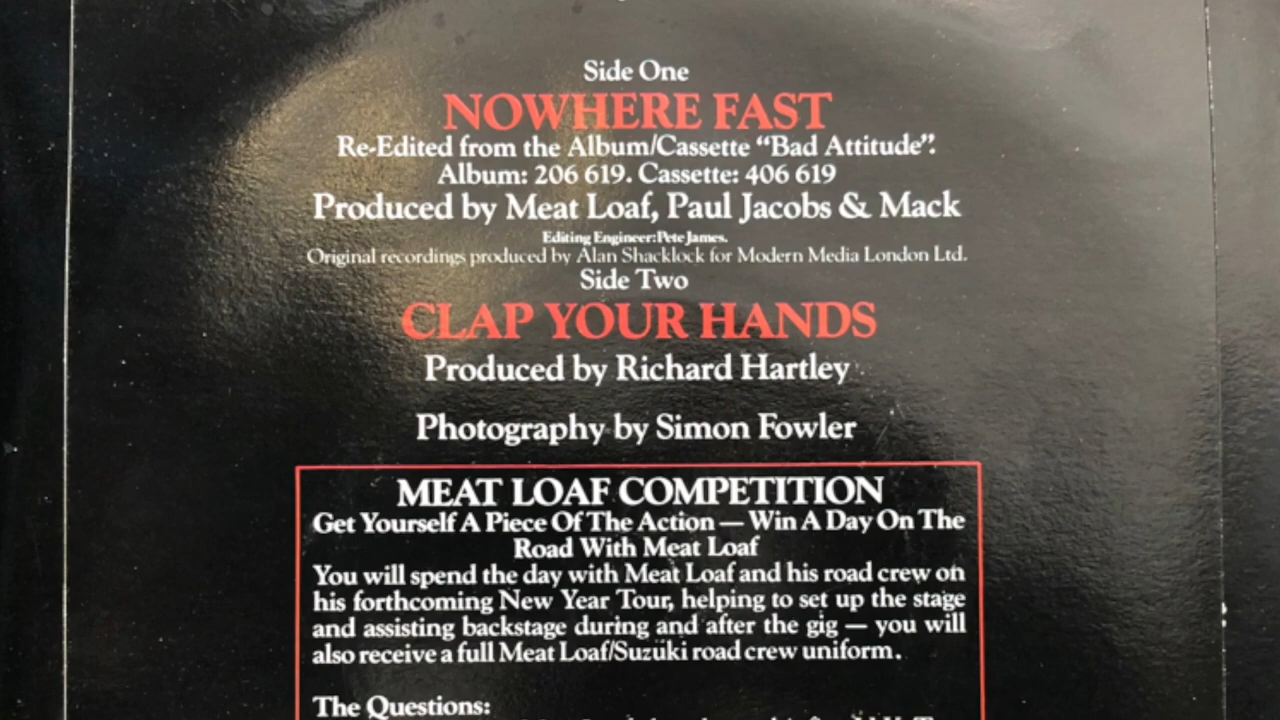 Side One
NOWHERE FAST
Re-Edited from the Album/Cassette “Bad Attitude”.
Album: 206 619. Cassette: 406 619
Produced by Meat Loaf, Paul Jacobs & Mack
Editing Engineer: Pete James.
Original recordings produced by Alan Shacklock for Modern Media London Ltd.
Side Two
CLAP YOUR HANDS
Produced by Richard Hartley
Photography by Simon Fowler
MEAT LOAF COMPETITION
Get Yourself A Piece Of The Action — Win A Day On The
Road With Meat Loaf
You will spend the day with Meat Loaf and his road crew on
his forthcoming New Year Tour, helping to set up the stage
and assisting backstage during and after the gig — you will
also receive a full Meat Loaf/Suzuki road crew uniform.
The Questions: